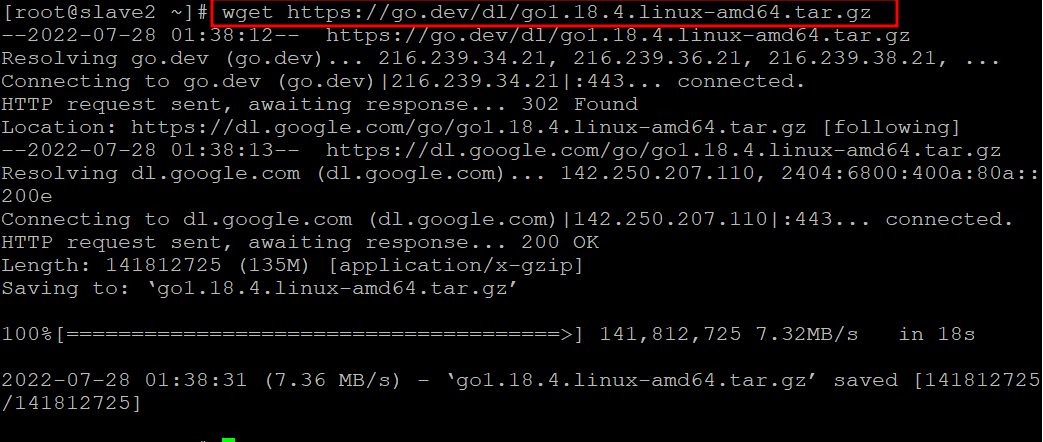 [root@slave2 ~]# wget https://go.dev/dl/go1.18.4.linux-amd64.tar.gz
--2022-07-28 01:38:12--  https://go.dev/dl/go1.18.4.linux-amd64.tar.gz
Resolving go.dev (go.dev)... 216.239.34.21, 216.239.36.21, 216.239.38.21, ...
Connecting to go.dev (go.dev)|216.239.34.21|:443... connected.
HTTP request sent, awaiting response... 302 Found
Location: https://dl.google.com/go/go1.18.4.linux-amd64.tar.gz [following]
--2022-07-28 01:38:13--  https://dl.google.com/go/go1.18.4.linux-amd64.tar.gz
Resolving dl.google.com (dl.google.com)... 142.250.207.110, 2404:6800:400a:80a::
200e
Connecting to dl.google.com (dl.google.com)|142.250.207.110|:443... connected.
HTTP request sent, awaiting response... 200 OK
Length: 141812725 (135M) [application/x-gzip]
Saving to: ‘go1.18.4.linux-amd64.tar.gz’
100%[======================================>] 141,812,725 7.32MB/s   in 18s
2022-07-28 01:38:31 (7.36 MB/s) - ‘go1.18.4.linux-amd64.tar.gz’ saved [141812725
/141812725]